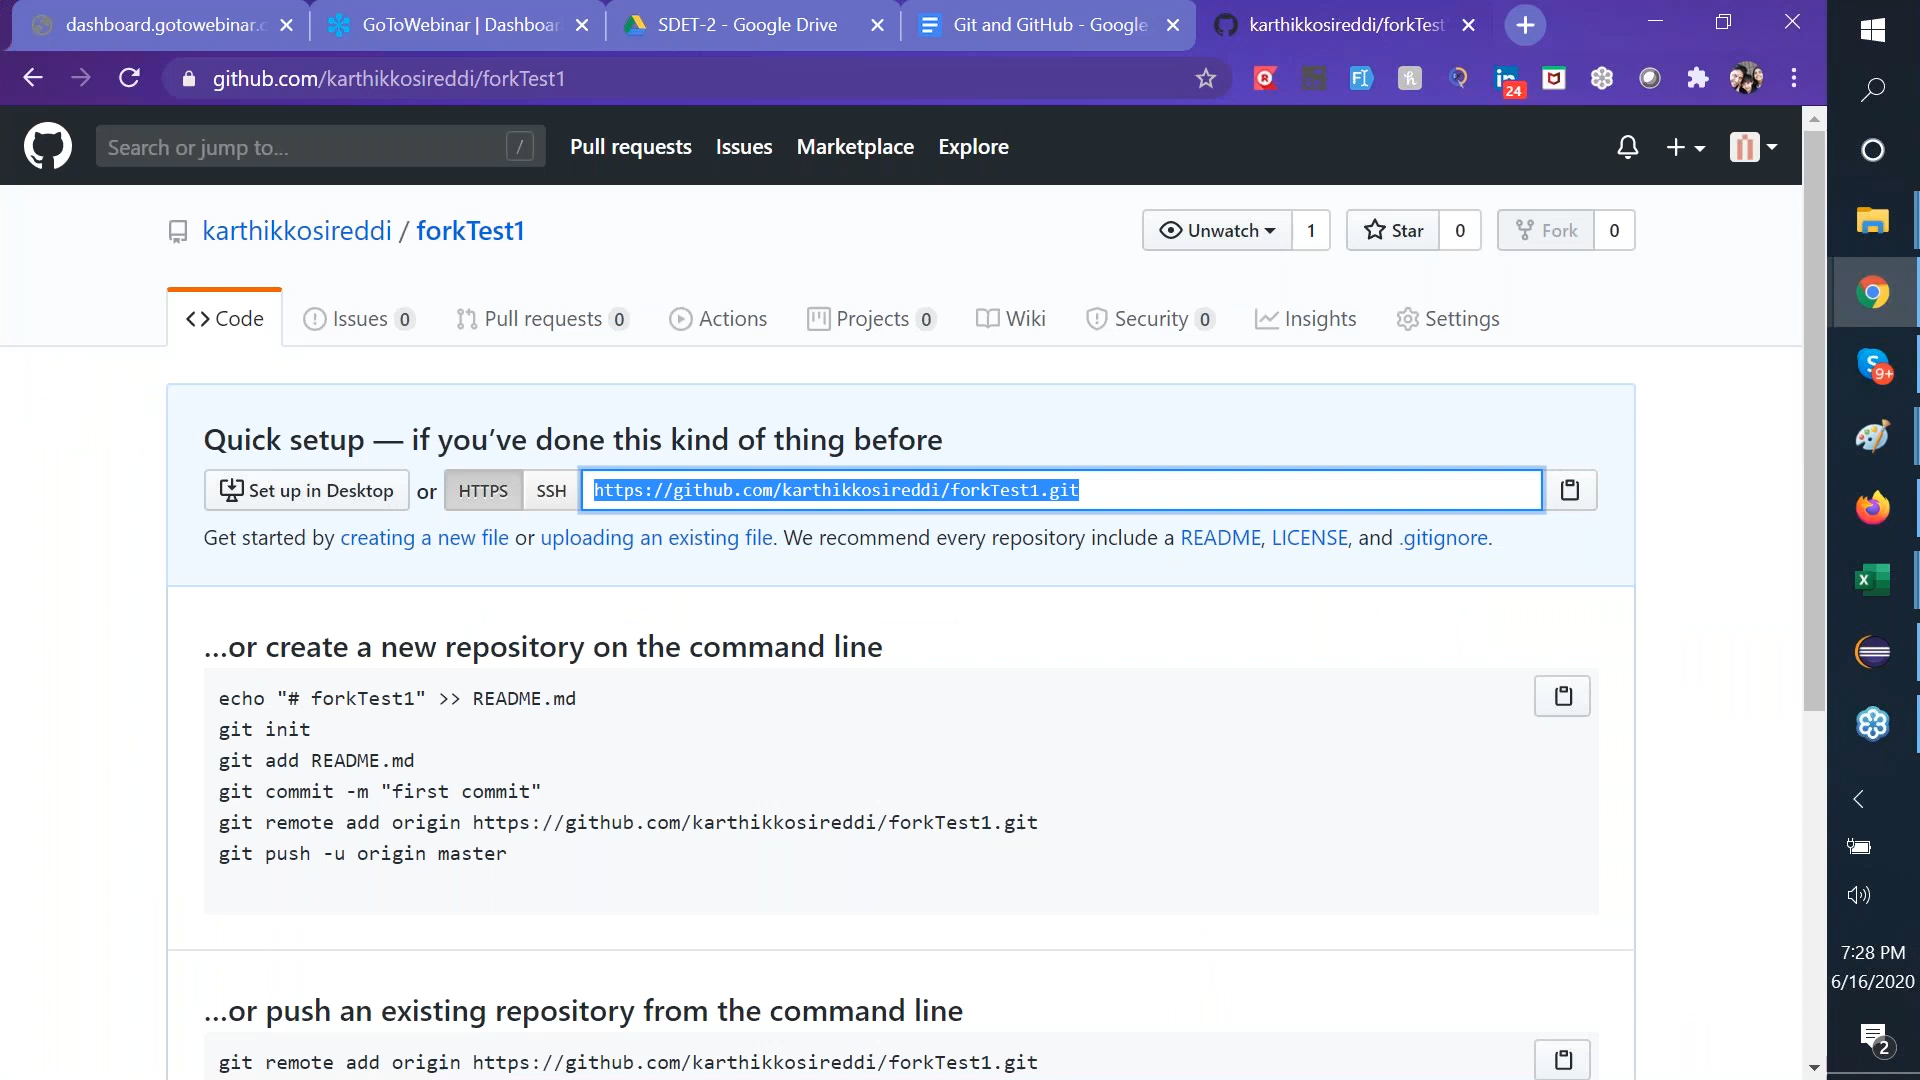 dashboard.gotowebinar.c
GoToWebinar | Dashboar
SDET-2 - Google Drive
Git and GitHub - Google
karthikkosireddi/forkTest
github.com/karthikkosireddi/forkTest1
24
Search or jump to...
/
Pull requests
Issues
Marketplace
Explore
karthikkosireddi / forkTest1
Unwatch
1
Star
0
Fork
0
Code
Issues 0
Pull requests 0
Actions
Projects 0
Wiki
Security 0
Insights
Settings
Quick setup — if you’ve done this kind of thing before
Set up in Desktop
or
HTTPS
SSH
https://github.com/karthikkosireddi/forkTest1.git
Get started by creating a new file or uploading an existing file. We recommend every repository include a README, LICENSE, and .gitignore.
…or create a new repository on the command line
echo "# forkTest1" >> README.md
git init
git add README.md
git commit -m "first commit"
git remote add origin https://github.com/karthikkosireddi/forkTest1.git
git push -u origin master
…or push an existing repository from the command line
git remote add origin https://github.com/karthikkosireddi/forkTest1.git
9+
7:28 PM
6/16/2020
2